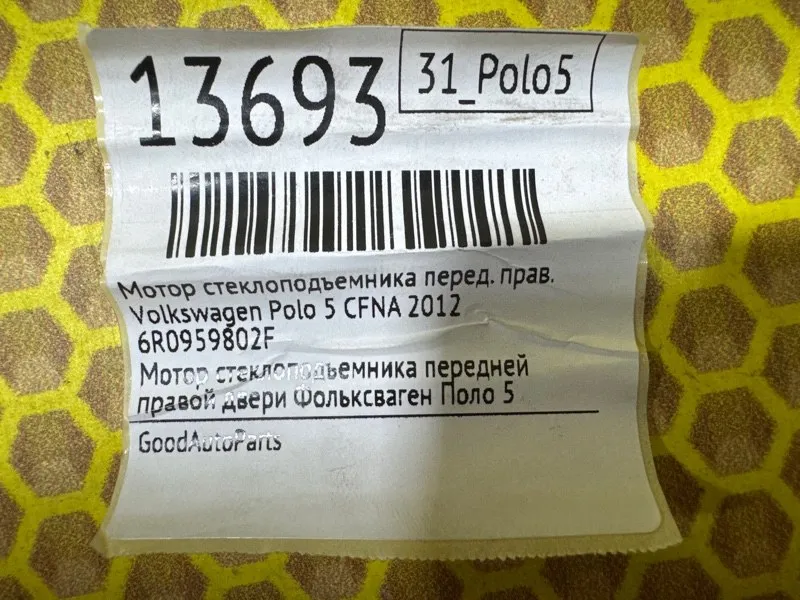 13693
31_Polo5
Мотор стеклоподъемника перед. прав.
Volkswagen Polo 5 CFNA 2012
6R0959802F
Мотор стеклоподъемника передней
правой двери Фольксваген Поло 5
GoodAutoParts